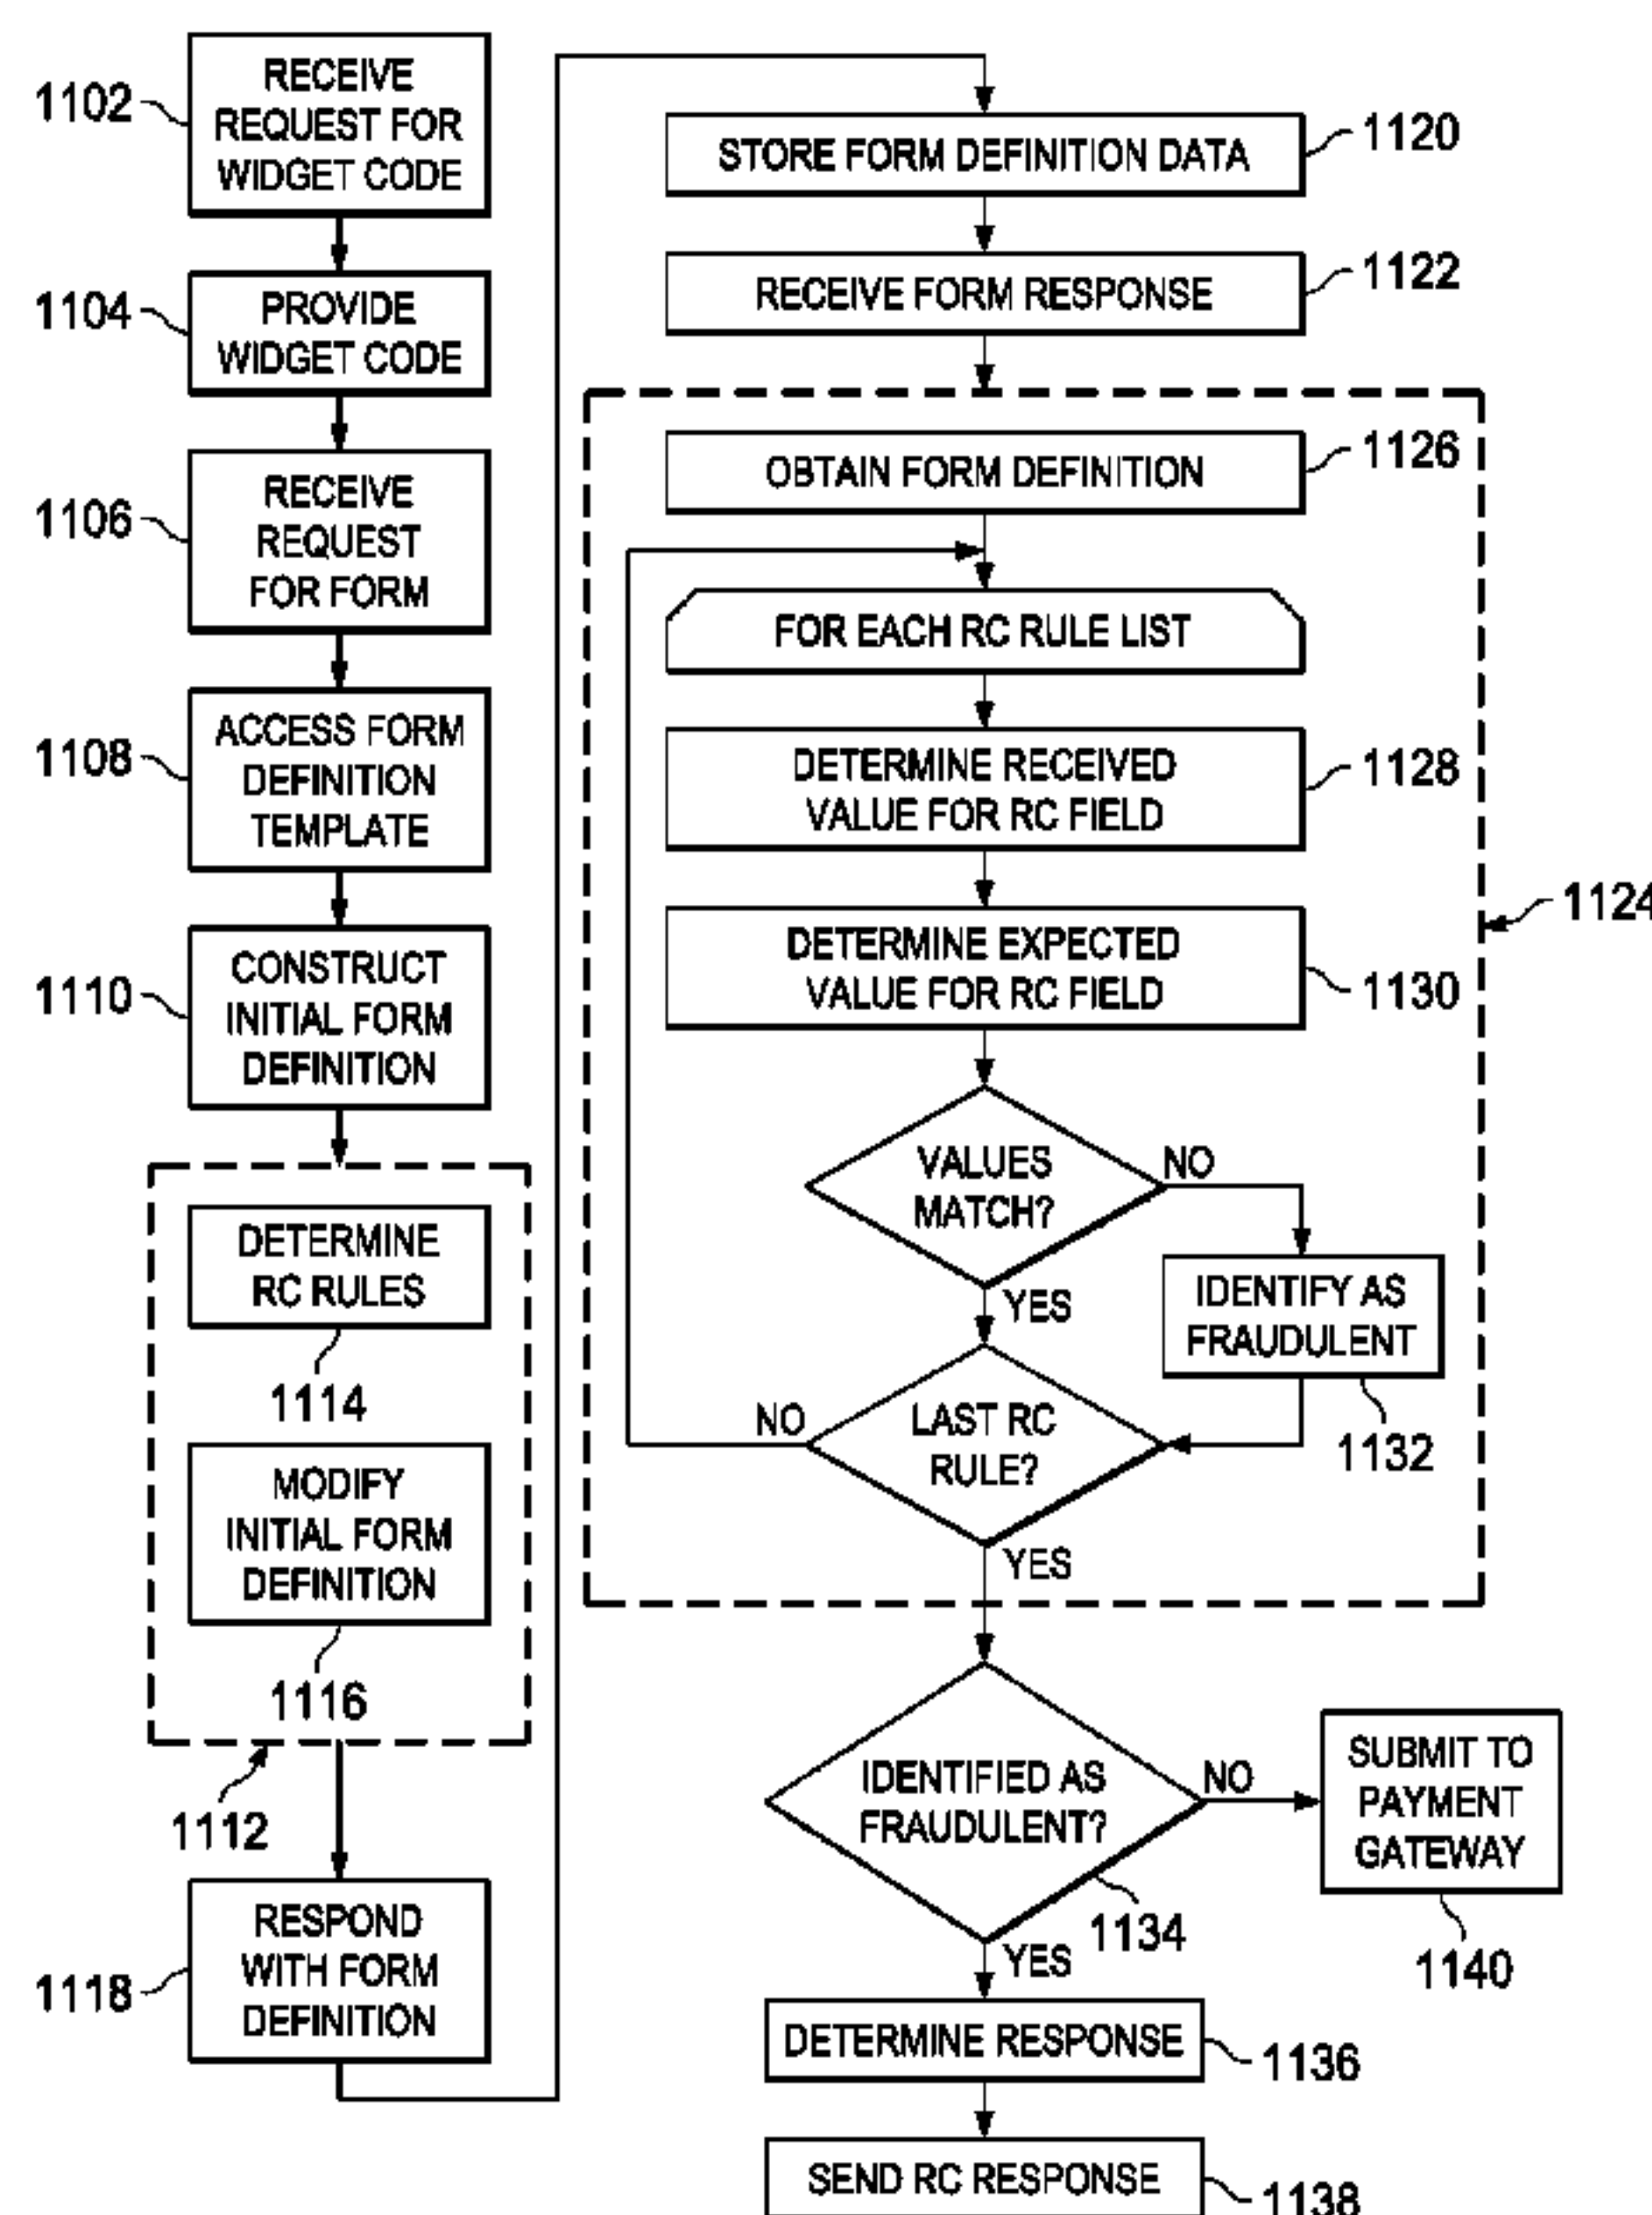 1102
RECEIVE
REQUEST FOR
WIDGET CODE
1104
PROVIDE
WIDGET CODE
1106
RECEIVE
REQUEST
FOR FORM
1108
ACCESS FORM
DEFINITION
TEMPLATE
1110
CONSTRUCT
INITIAL FORM
DEFINITION
DETERMINE
RC RULES
1114
MODIFY
INITIAL FORM
DEFINITION
1116
1112
1118
RESPOND
WITH FORM
DEFINITION
STORE FORM DEFINITION DATA
1120
RECEIVE FORM RESPONSE
1122
OBTAIN FORM DEFINITION
1126
FOR EACH RC RULE LIST
DETERMINE RECEIVED
VALUE FOR RC FIELD
1128
1124
DETERMINE EXPECTED
VALUE FOR RC FIELD
1130
VALUES
MATCH?
NO
YES
IDENTIFY AS
FRAUDULENT
1132
NO
LAST RC
RULE?
YES
IDENTIFIED AS
FRAUDULENT?
NO
1134
YES
SUBMIT TO
PAYMENT
GATEWAY
1140
DETERMINE RESPONSE
1136
SEND RC RESPONSE
1138